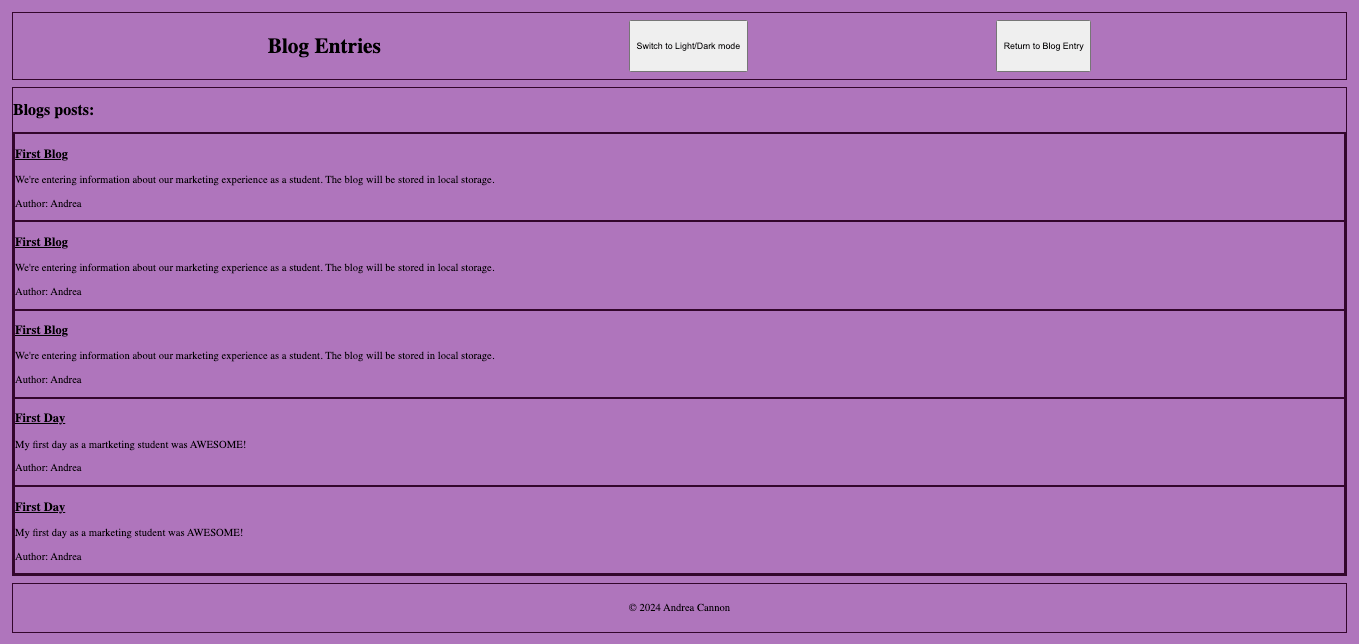 Blog Entries
Switch to Light/Dark mode
Return to Blog Entry
Blogs posts:
First Blog
We're entering information about our marketing experience as a student. The blog will be stored in local storage.
Author: Andrea
First Blog
We're entering information about our marketing experience as a student. The blog will be stored in local storage.
Author: Andrea
First Blog
We're entering information about our marketing experience as a student. The blog will be stored in local storage.
Author: Andrea
First Day
My first day as a martketing student was AWESOME!
Author: Andrea
First Day
My first day as a marketing student was AWESOME!
Author: Andrea
© 2024 Andrea Cannon